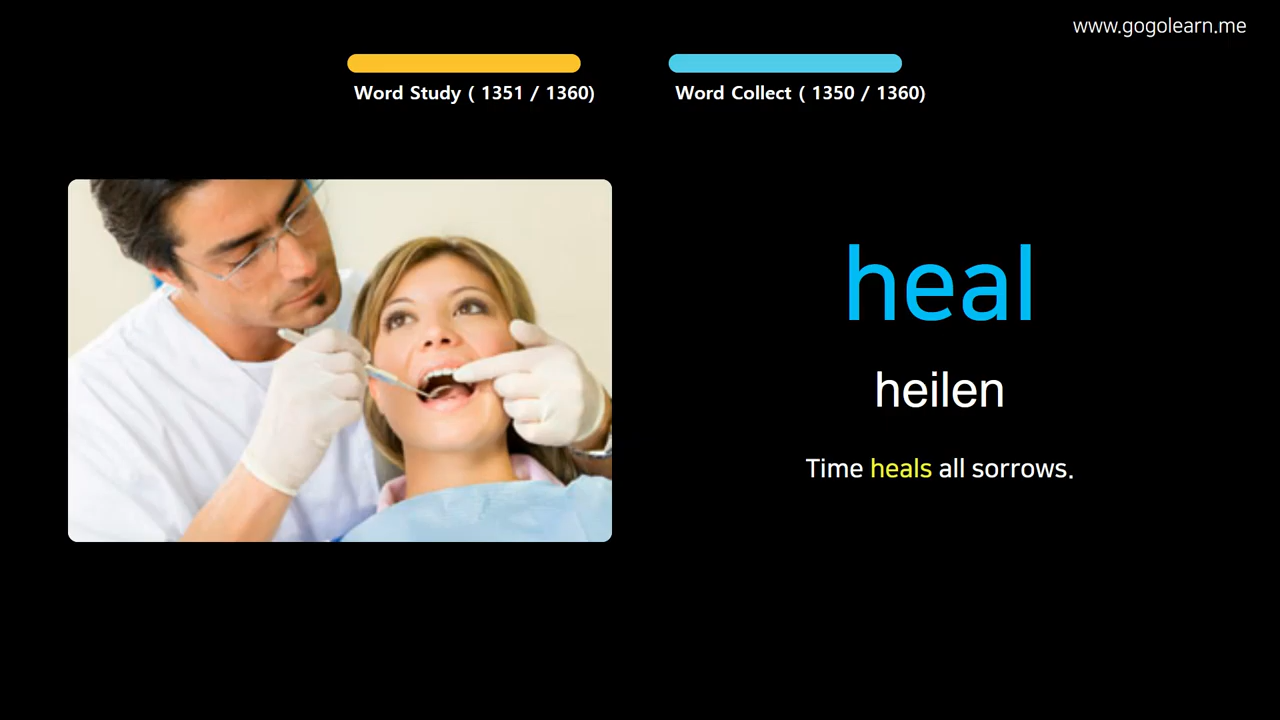 www.gogolearn.me
Word Study ( 1351 / 1360)
Word Collect ( 1350 / 1360)
heal
heilen
Time heals all sorrows.